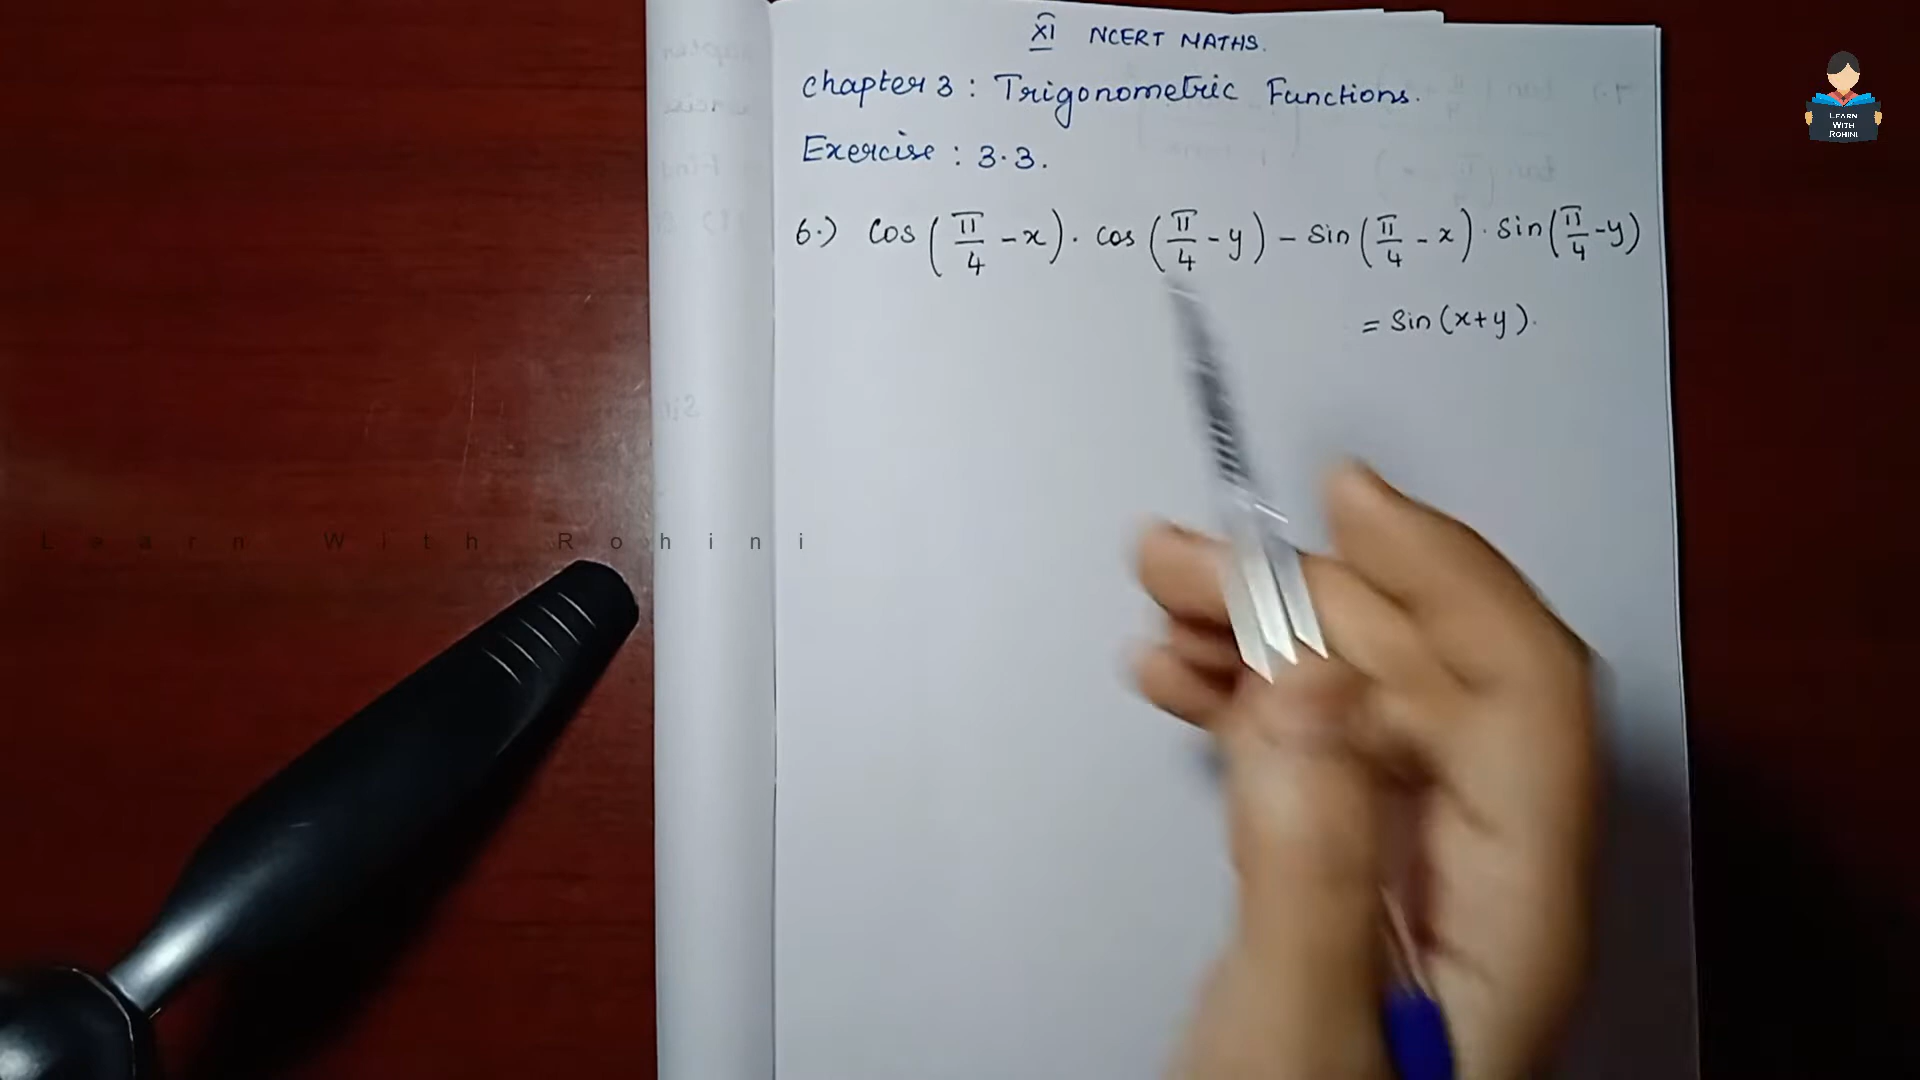 XI NCERT MATHS.
Chapter 3 : Trigonometric Functions.
Exercise : 3.3.
6.) Cos(π/4 - x) . cos(π/4 - y) - Sin(π/4 - x) . Sin(π/4 - y)
= Sin(x+y).
LEARN
WITH
ROHINI
Learn With Rohini